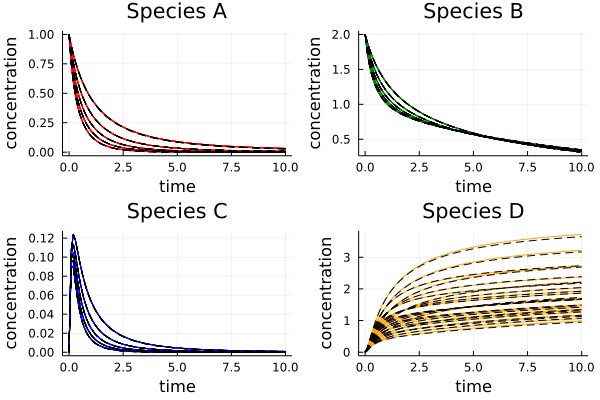 Species A
concentration
1.00
0.75
0.50
0.25
0.00
0.0 2.5 5.0 7.5 10.0
time
Species B
concentration
2.0
1.5
1.0
0.5
0.0 2.5 5.0 7.5 10.0
time
Species C
concentration
0.12
0.10
0.08
0.06
0.04
0.02
0.00
0.0 2.5 5.0 7.5 10.0
time
Species D
concentration
3
2
1
0
0.0 2.5 5.0 7.5 10.0
time